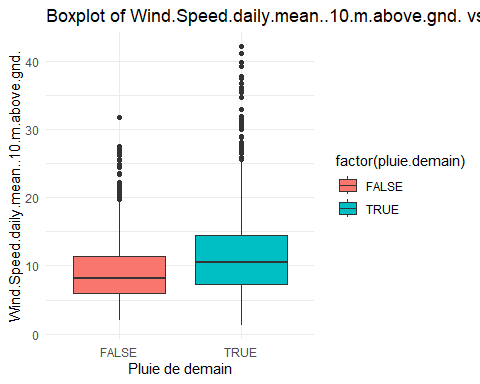 Boxplot of Wind.Speed.daily.mean..10.m.above.gnd. vs
Wind.Speed.daily.mean..10.m.above.gnd.
40
30
20
10
0
FALSE TRUE
Pluie de demain
factor(pluie.demain)
FALSE
TRUE